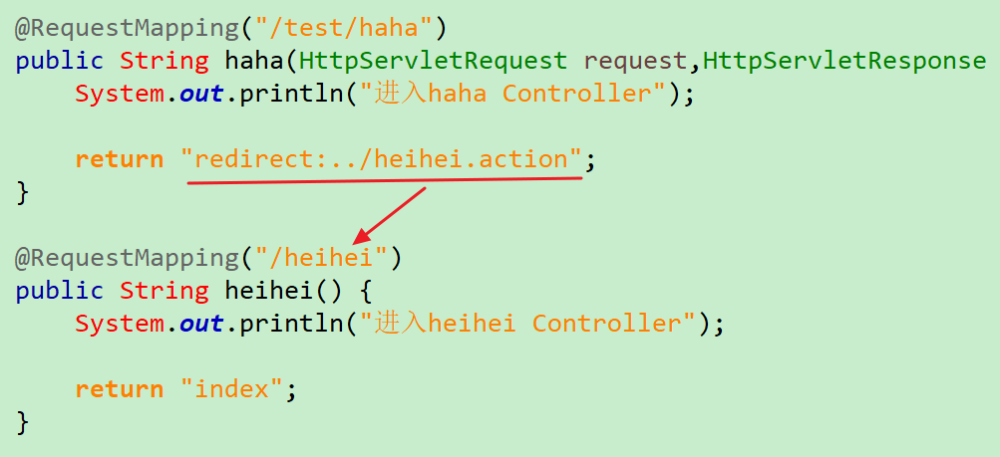 @RequestMapping("/test/haha")
public String haha(HttpServletRequest request,HttpServletResponse
System.out.println("进入haha Controller");
return "redirect:../heihei.action";
}
@RequestMapping("/heihei")
public String heihei() {
System.out.println("进入heihei Controller");
return "index";
}